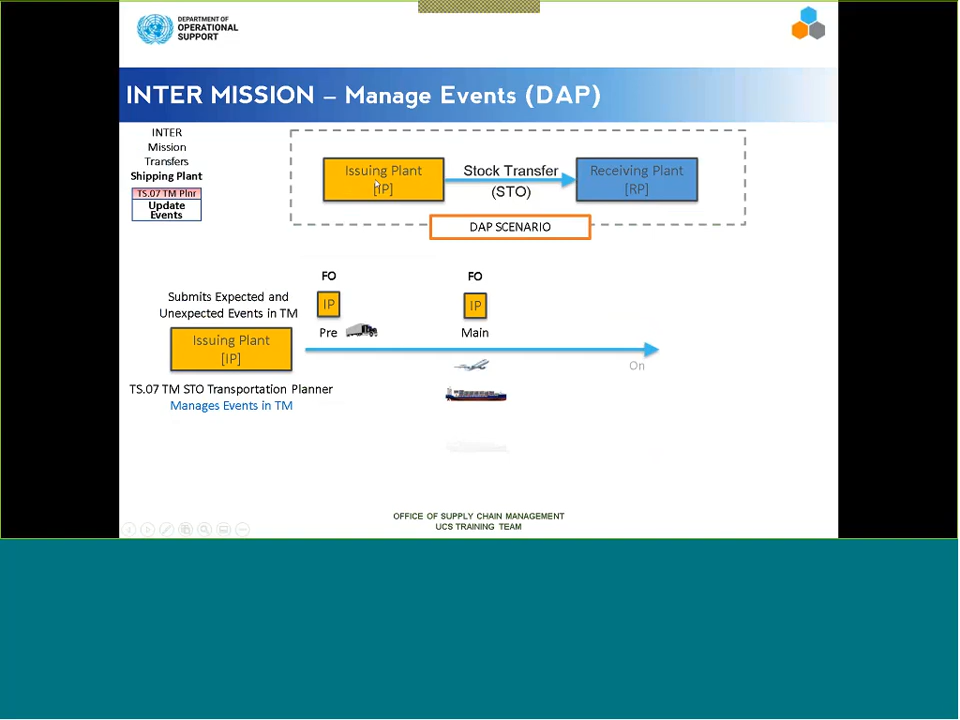 DEPARTMENT OF
OPERATIONAL
SUPPORT
INTER MISSION – Manage Events (DAP)
INTER
Mission
Transfers
Shipping Plant
TS.07 TM Plnr
Update
Events
Issuing Plant
[IP]
Stock Transfer
(STO)
Receiving Plant
[RP]
DAP SCENARIO
FO
FO
Submits Expected and
Unexpected Events in TM
IP
IP
Pre
Main
Issuing Plant
[IP]
On
TS.07 TM STO Transportation Planner
Manages Events in TM
OFFICE OF SUPPLY CHAIN MANAGEMENT
UCS TRAINING TEAM